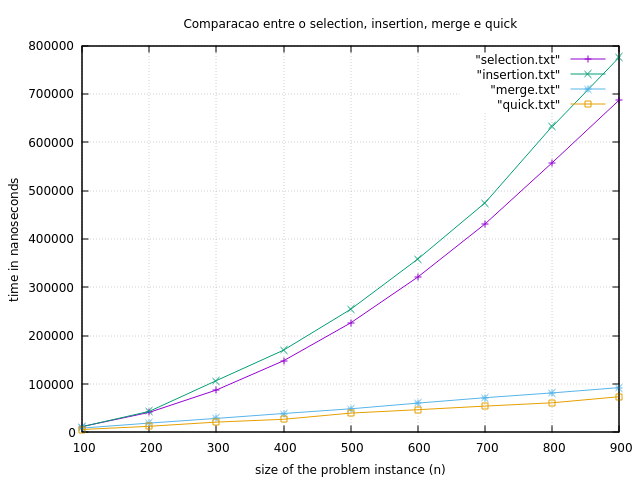 Comparacao entre o selection, insertion, merge e quick
800000
700000
600000
500000
400000
300000
200000
100000
0
time in nanoseconds
"selection.txt"
"insertion.txt"
"merge.txt"
"quick.txt"
100 200 300 400 500 600 700 800 900
size of the problem instance (n)